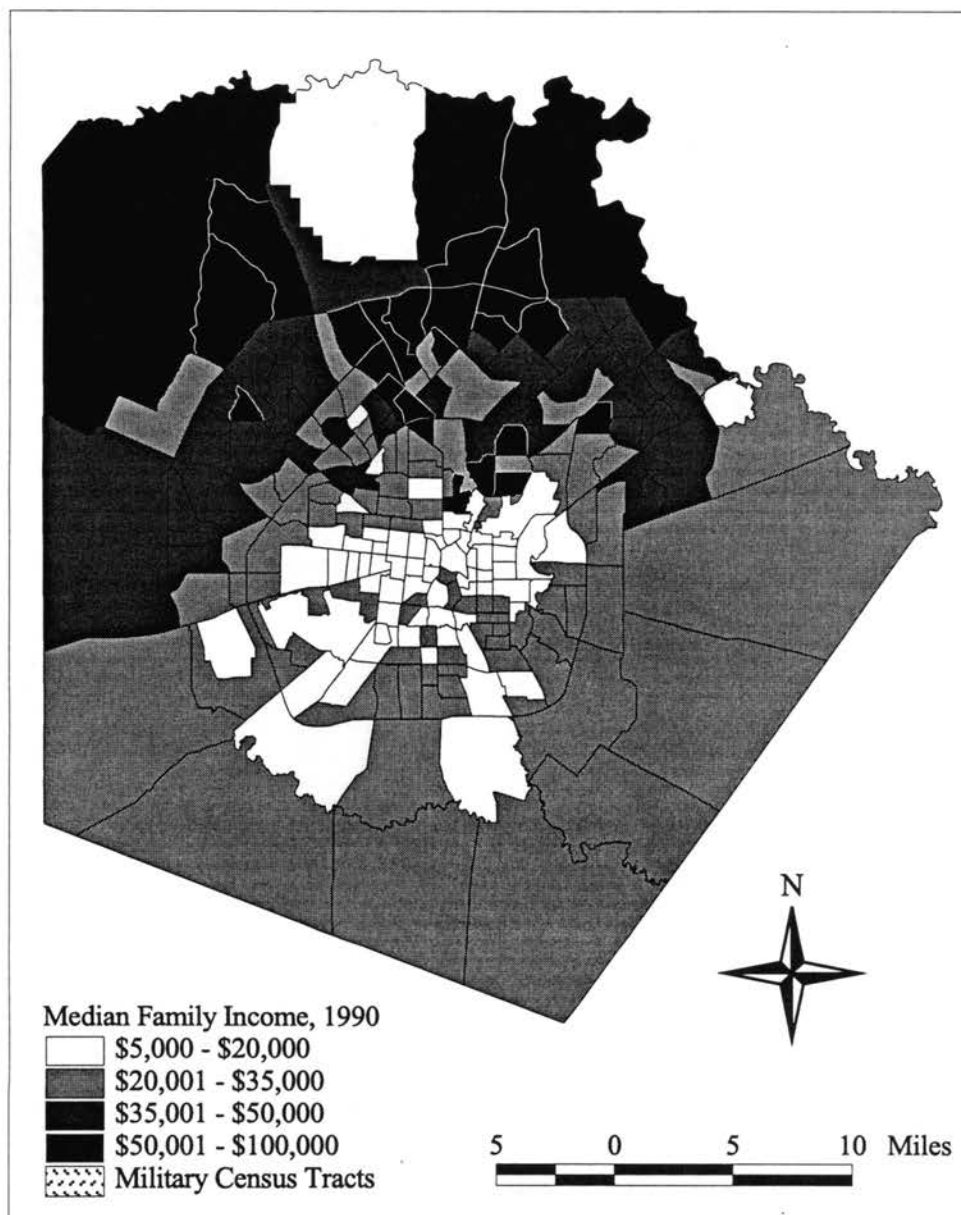 N
Median Family Income, 1990
$5,000 - $20,000
$20,001 - $35,000
$35,001 - $50,000
$50,001 - $100,000
Military Census Tracts
5 0 5 10 Miles